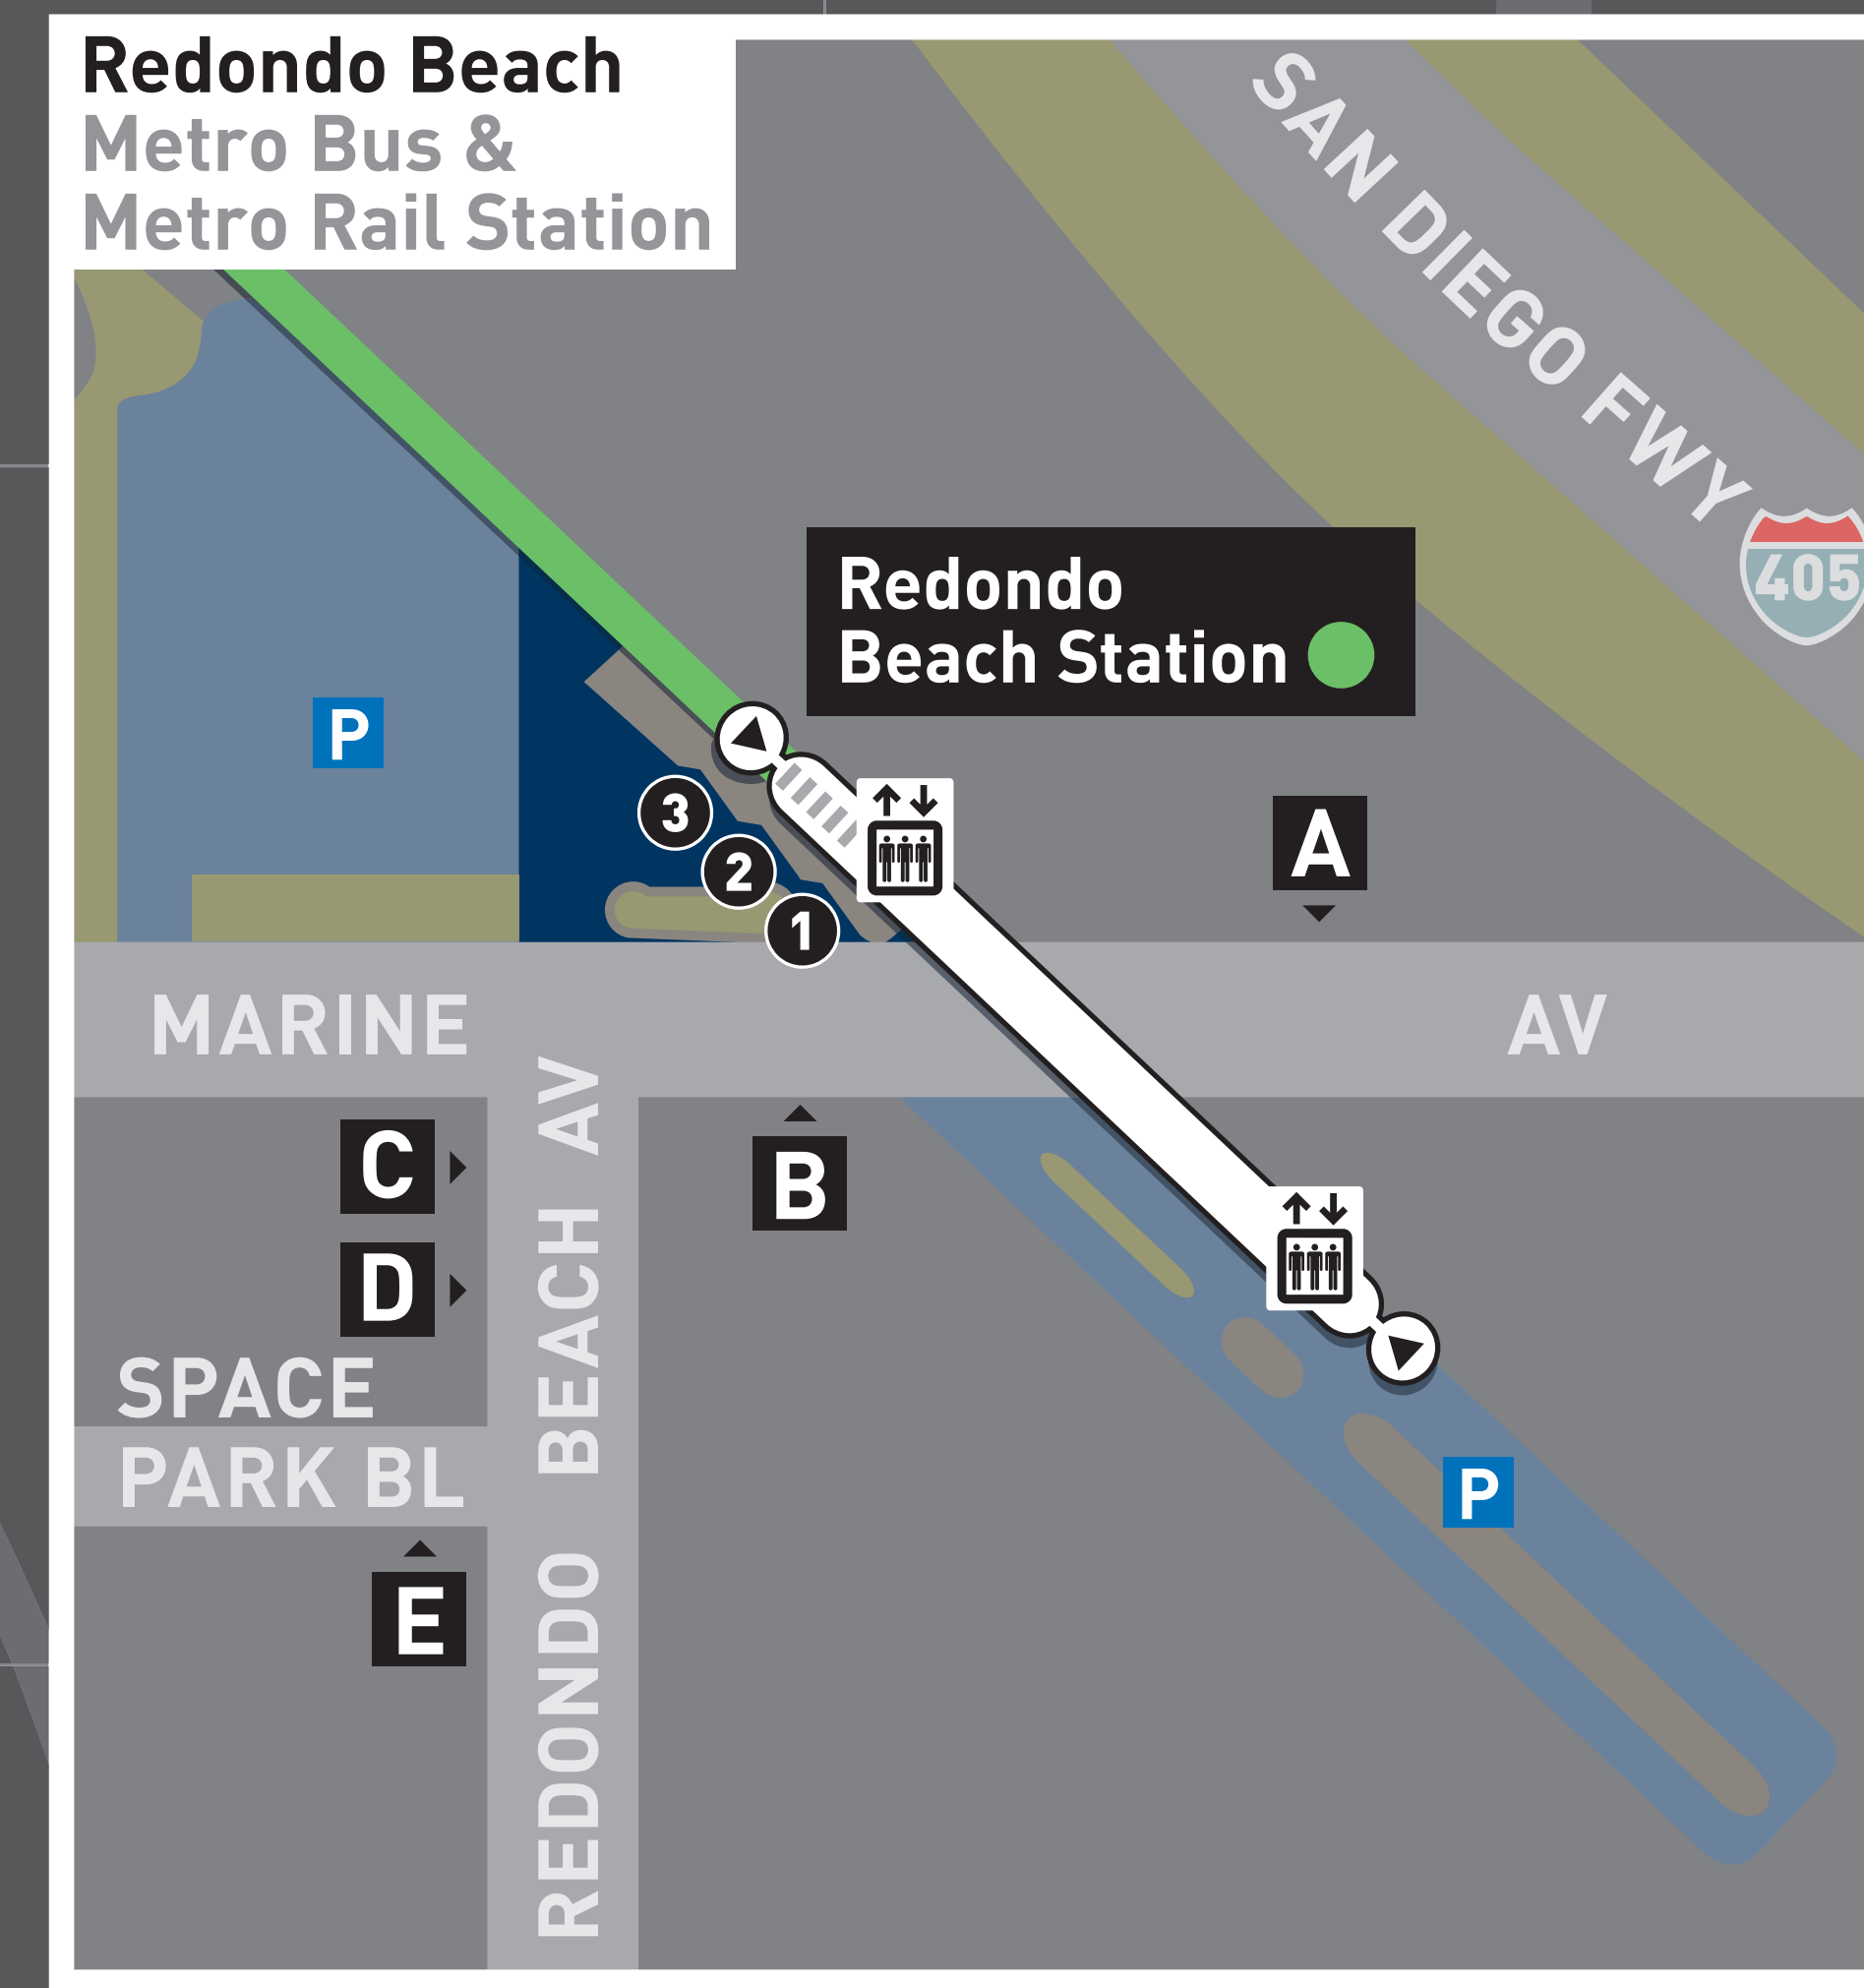 Redondo Beach
Metro Bus &
Metro Rail Station
SAN DIEGO FWY
405
Redondo
Beach Station
P
3
2
1
A
MARINE AV
REDONDO BEACH AV
C
B
D
SPACE
PARK BL
P
E